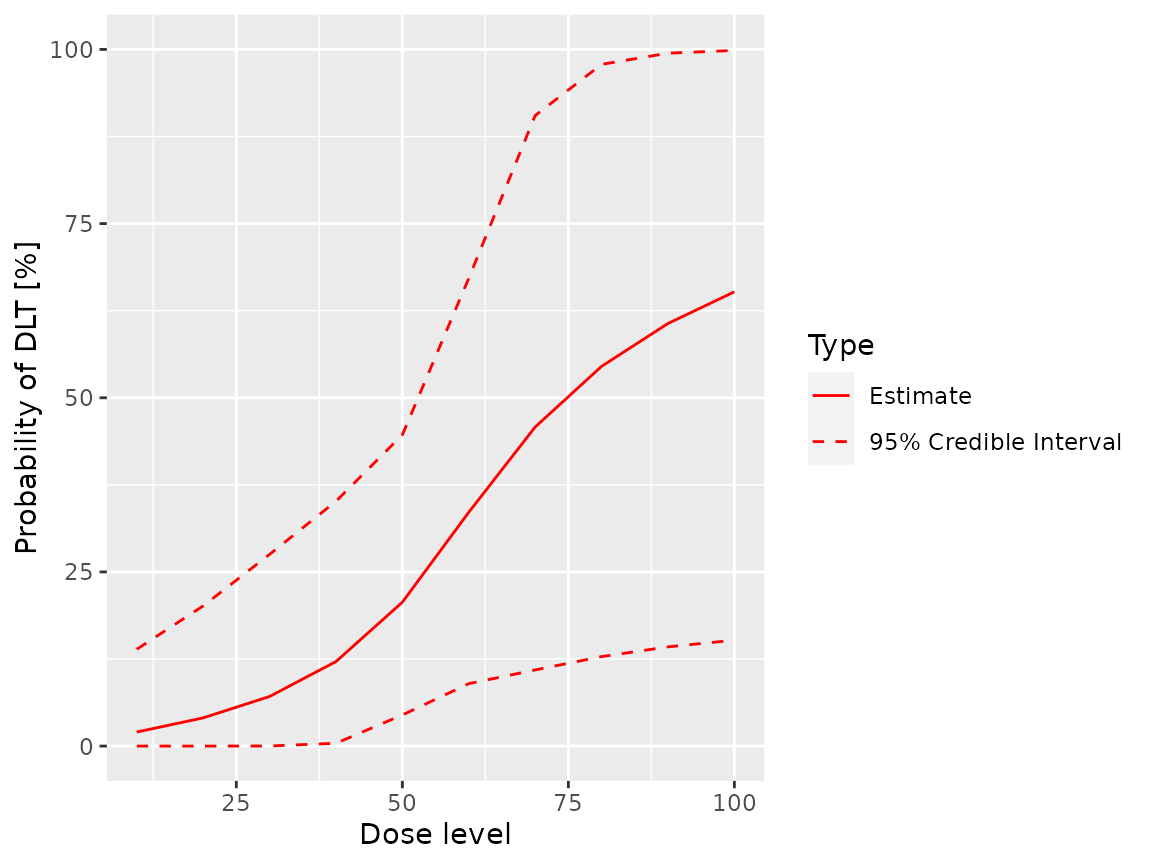 100
75
50
25
0
25 50 75 100
Dose level
Probability of DLT [%]
Type
Estimate
95% Credible Interval